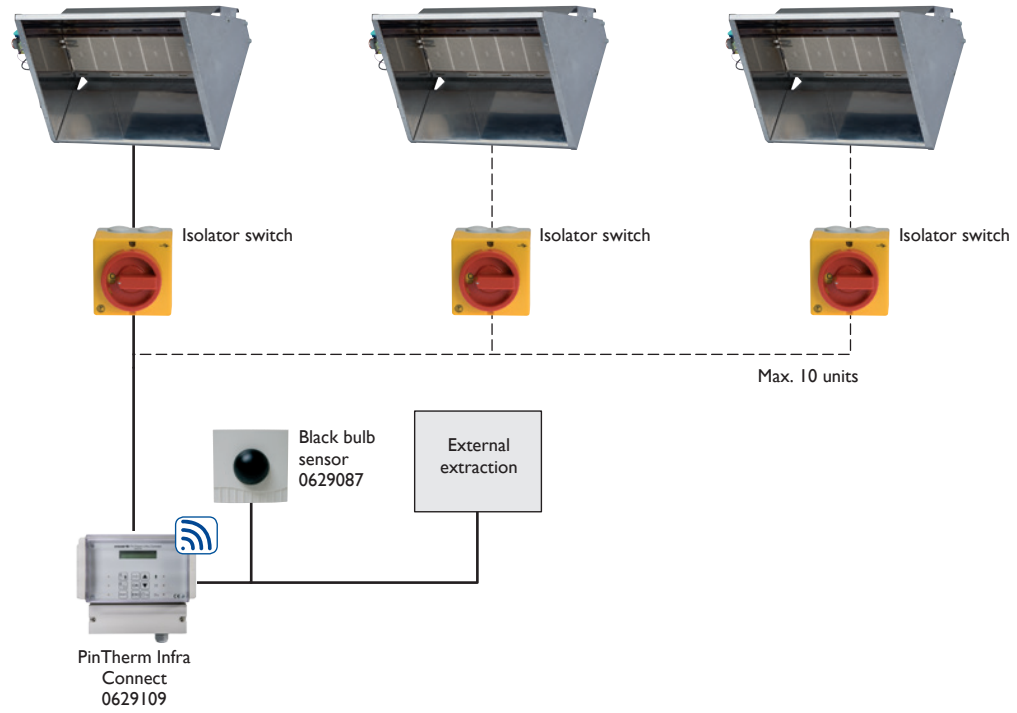 Isolator switch
Isolator switch
Isolator switch
Max. 10 units
Black bulb
sensor
0629087
External
extraction
PinTherm Infra
Connect
0629109